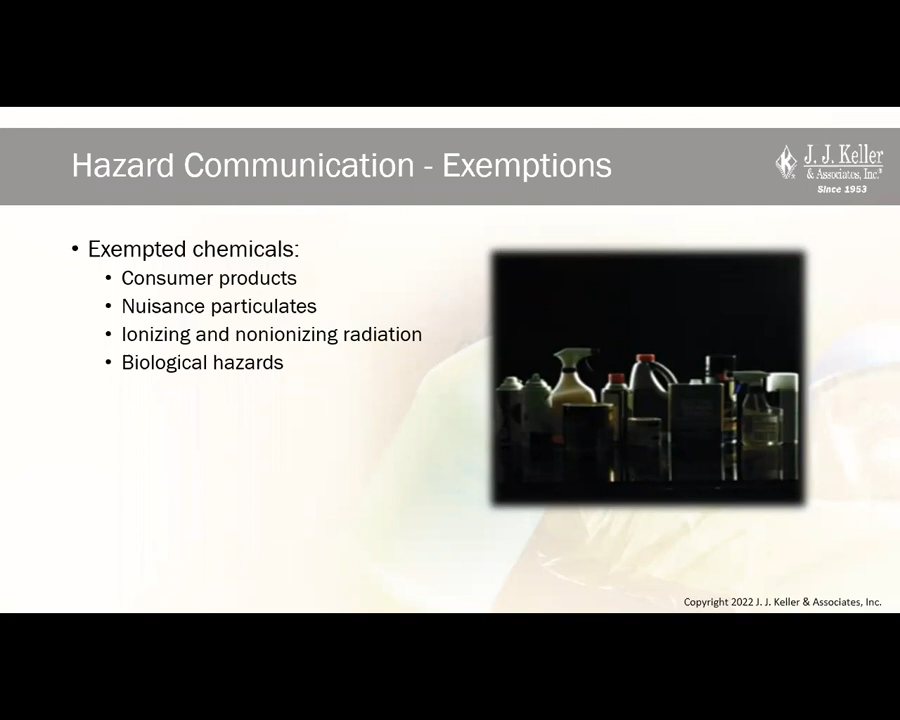 Hazard Communication - Exemptions
J. J. Keller
& Associates, Inc.®
Since 1953
• Exempted chemicals:
• Consumer products
• Nuisance particulates
• Ionizing and nonionizing radiation
• Biological hazards
Copyright 2022 J. J. Keller & Associates, Inc.